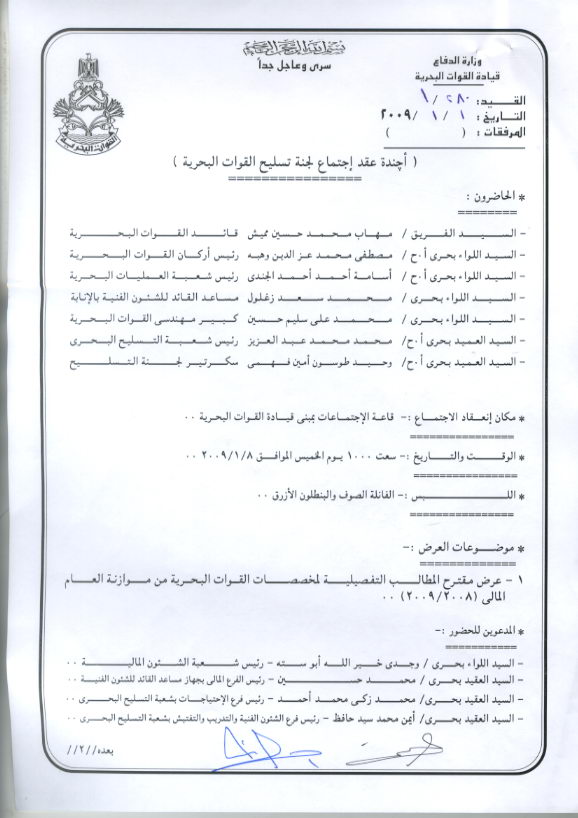 بسم الله الرحمن الرحيم
سرى وعاجل جداً
وزارة الدفاع
قيادة القوات البحرية
القيد: ٢٨٠ / ١
التاريخ: ١ / ١ / ٢٠٠٩
المرفقات: ( )
القوات البحرية
( أچندة عقد إجتماع لجنة تسليح القوات البحرية )
* الحاضرون :
- السيد الفريق / مهاب محمد حسين مميش قائد القوات البحرية
- السيد اللواء بحرى أ.ح/ مصطفى محمد عز الدين وهبه رئيس أركان القوات البحرية
- السيد اللواء بحرى أ.ح/ أسامة أحمد أحمد الجندى رئيس شعبة العمليات البحرية
- السيد اللواء بحرى / محمد سعد زغلول مساعد القائد للشئون الفنية بالإنابة
- السيد اللواء بحرى / محمد على سليم حسين كبير مهندسى القوات البحرية
- السيد العميد بحرى أ.ح/ محمد محمد عبد العزيز رئيس شعبة التسليح البحرى
- السيد العميد بحرى أ.ح/ وحيد طوسون أمين فهمى سكرتير لجنة التسليح
* مكان إنعقاد الاجتماع :- قاعة الإجتماعات بمبنى قيادة القوات البحرية ..
* الوقت والتاريخ :- سعت ١٠٠٠ يوم الخميس الموافق ٢٠٠٩/١/٨ ..
* اللبس :- الفانلة الصوف والبنطلون الأزرق ..
* موضوعات العرض :-
١ - عرض مقترح المطالب التفصيلية لمخصصات القوات البحرية من موازنة العام
المالى (٢٠٠٩/٢٠٠٨) ..
* المدعوين للحضور :-
- السيد اللواء بحرى / وجدى خير الله أبو سته - رئيس شعبة الشئون المالية ..
- السيد العقيد بحرى / محمد حسين - رئيس الفرع المالى بجهاز مساعد القائد للشئون الفنية ..
- السيد العقيد بحرى / محمد زكى محمد أحمد - رئيس فرع الإحتياجات بشعبة التسليح البحرى ..
- السيد العقيد بحرى / أيمن محمد سيد حافظ - رئيس فرع الشئون الفنية والتدريب والتفتيش بشعبة التسليح البحرى ..
بعده//٢//